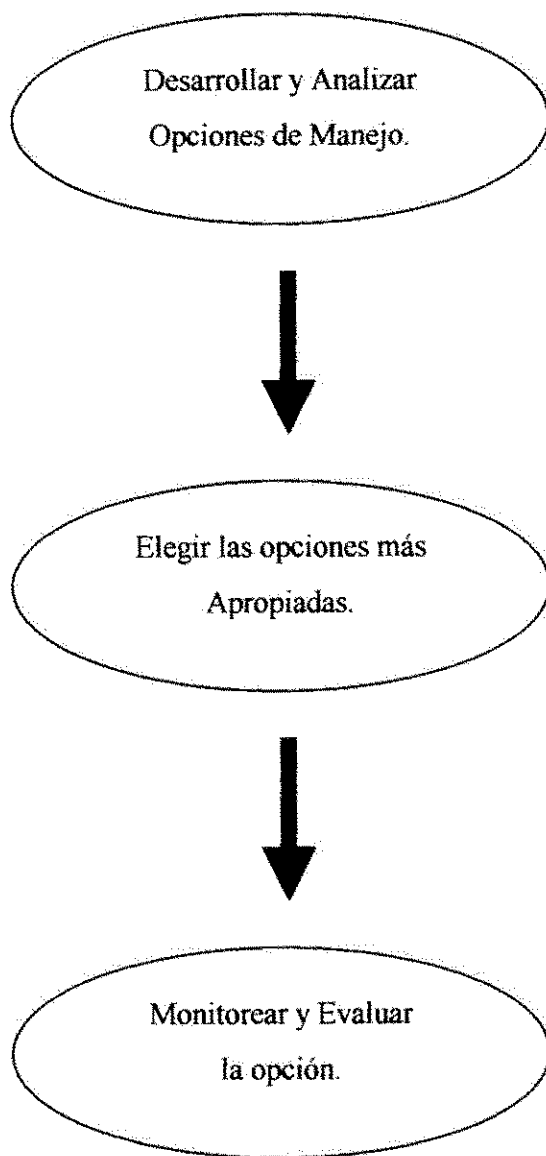 Desarrollar y Analizar
Opciones de Manejo.
Elegir las opciones más
Apropiadas.
Monitorear y Evaluar
la opción.